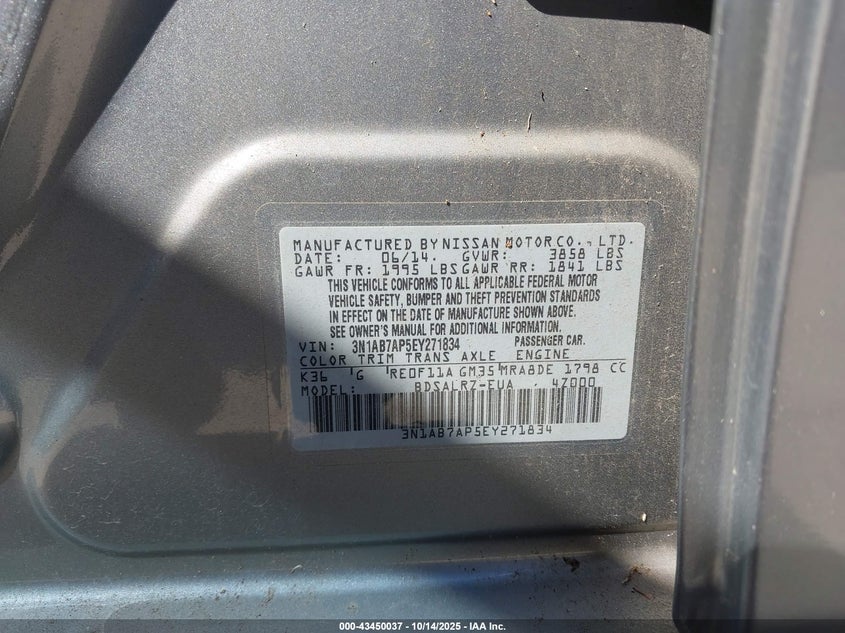 MANUFACTURED BY NISSAN MOTOR CO., LTD.
DATE: 06/14. GVWR: 3858 LBS
GAWR FR: 1995 LBS GAWR RR: 1841 LBS
THIS VEHICLE CONFORMS TO ALL APPLICABLE FEDERAL MOTOR
VEHICLE SAFETY, BUMPER AND THEFT PREVENTION STANDARDS
IN EFFECT ON THE DATE OF MANUFACTURE SHOWN ABOVE.
SEE OWNER'S MANUAL FOR ADDITIONAL INFORMATION.
VIN: 3N1AB7AP5EY271834 PASSENGER CAR.
COLOR TRIM TRANS AXLE ENGINE
K36 G RE0F11A GM35 MRA8DE 1798 CC
MODEL: BDSALRZ-EUA 4Z000
3N1AB7AP5EY271834
000-43450037 - 10/14/2025 - IAA Inc.